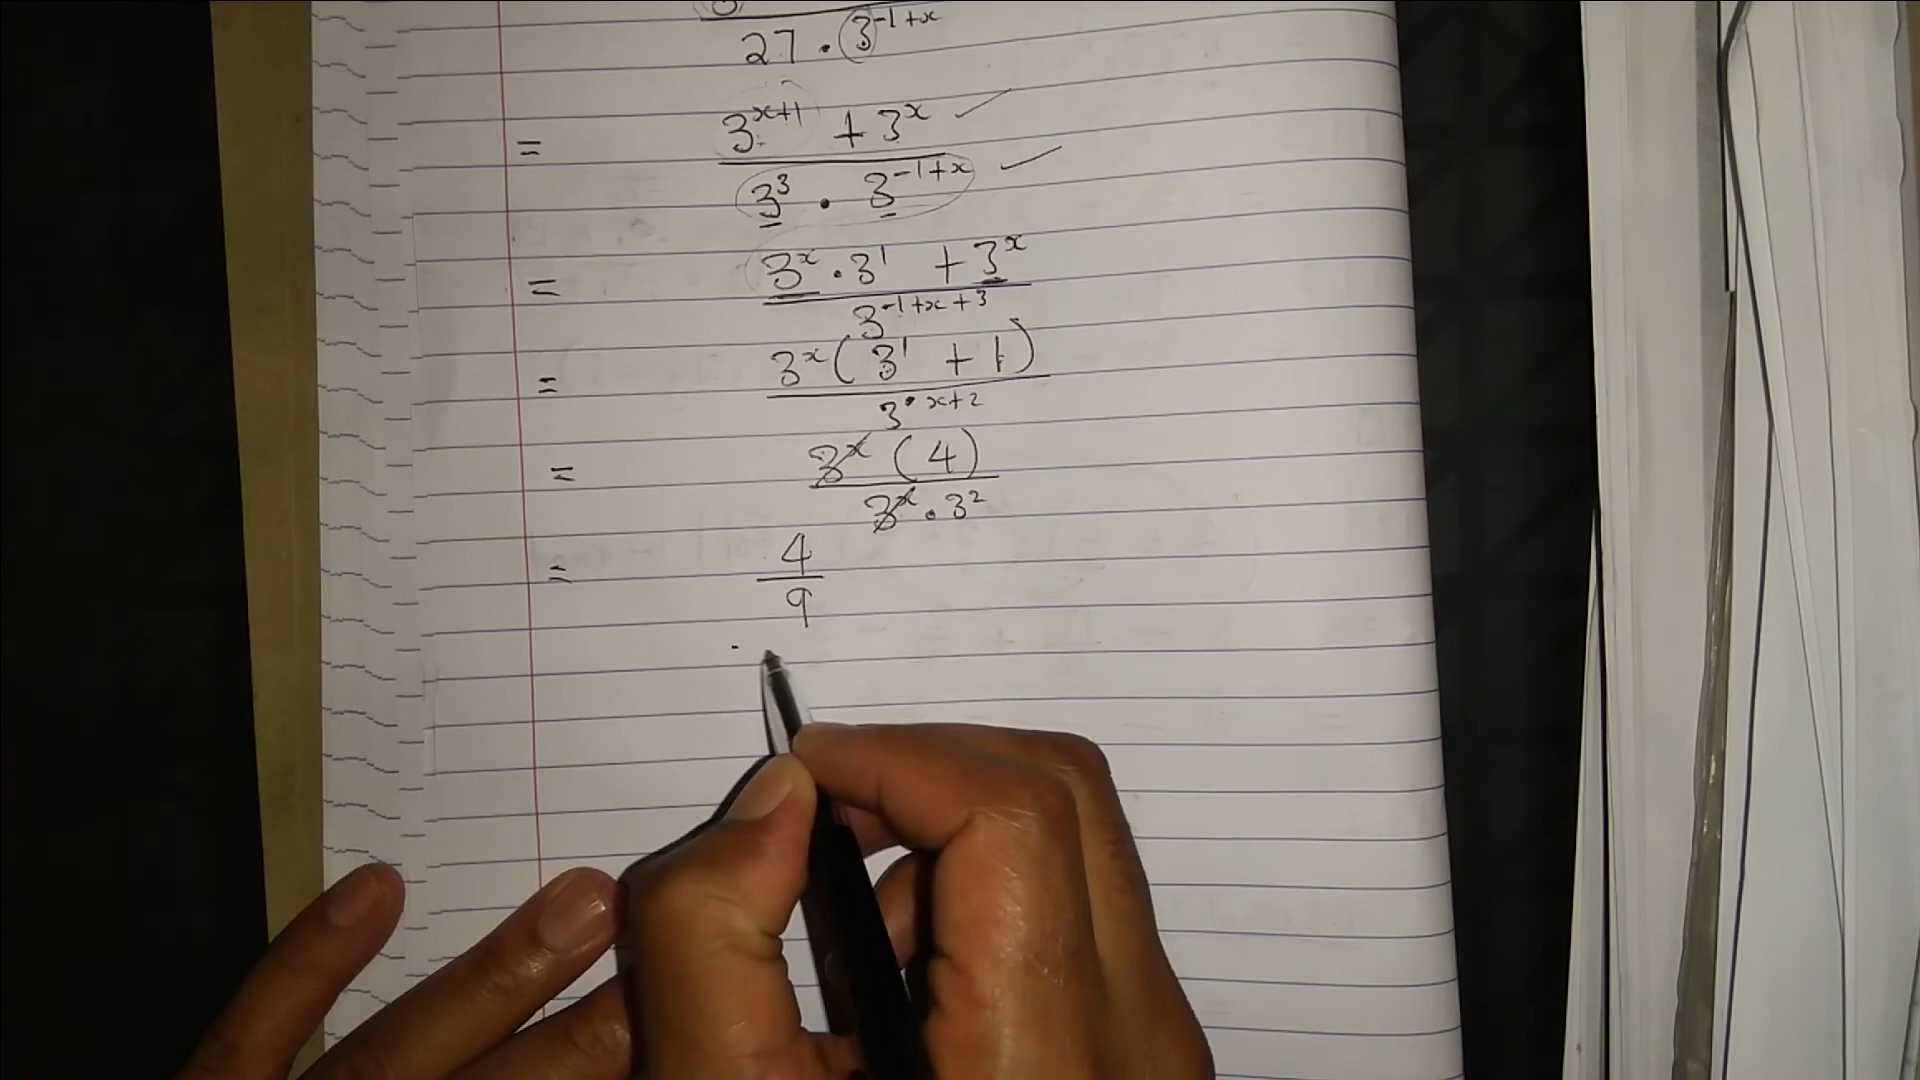 27 · 3^(-1+x)
= (3^(x+1) + 3^x) / (3^3 · 3^(-1+x))
= (3^x · 3^1 + 3^x) / 3^(-1+x+3)
= 3^x(3^1 + 1) / 3^(x+2)
= 3^x (4) / (3^x · 3^2)
= 4/9